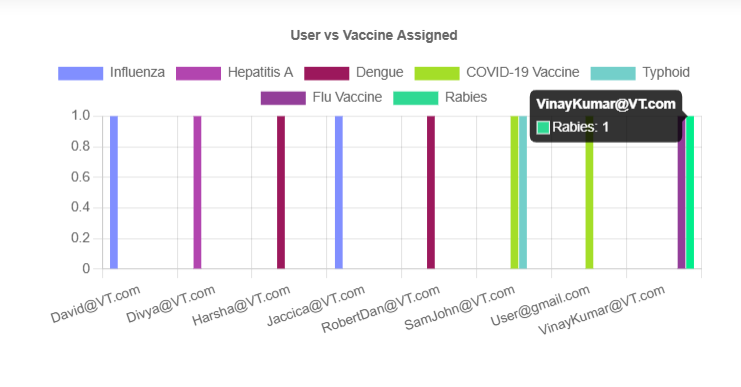 User vs Vaccine Assigned
Influenza Hepatitis A Dengue COVID-19 Vaccine Typhoid
Flu Vaccine Rabies
VinayKumar@VT.com
Rabies: 1
1.0
0.8
0.6
0.4
0.2
0
David@VT.com Divya@VT.com Harsha@VT.com Jaccica@VT.com RobertDan@VT.com SamJohn@VT.com User@gmail.com VinayKumar@VT.com